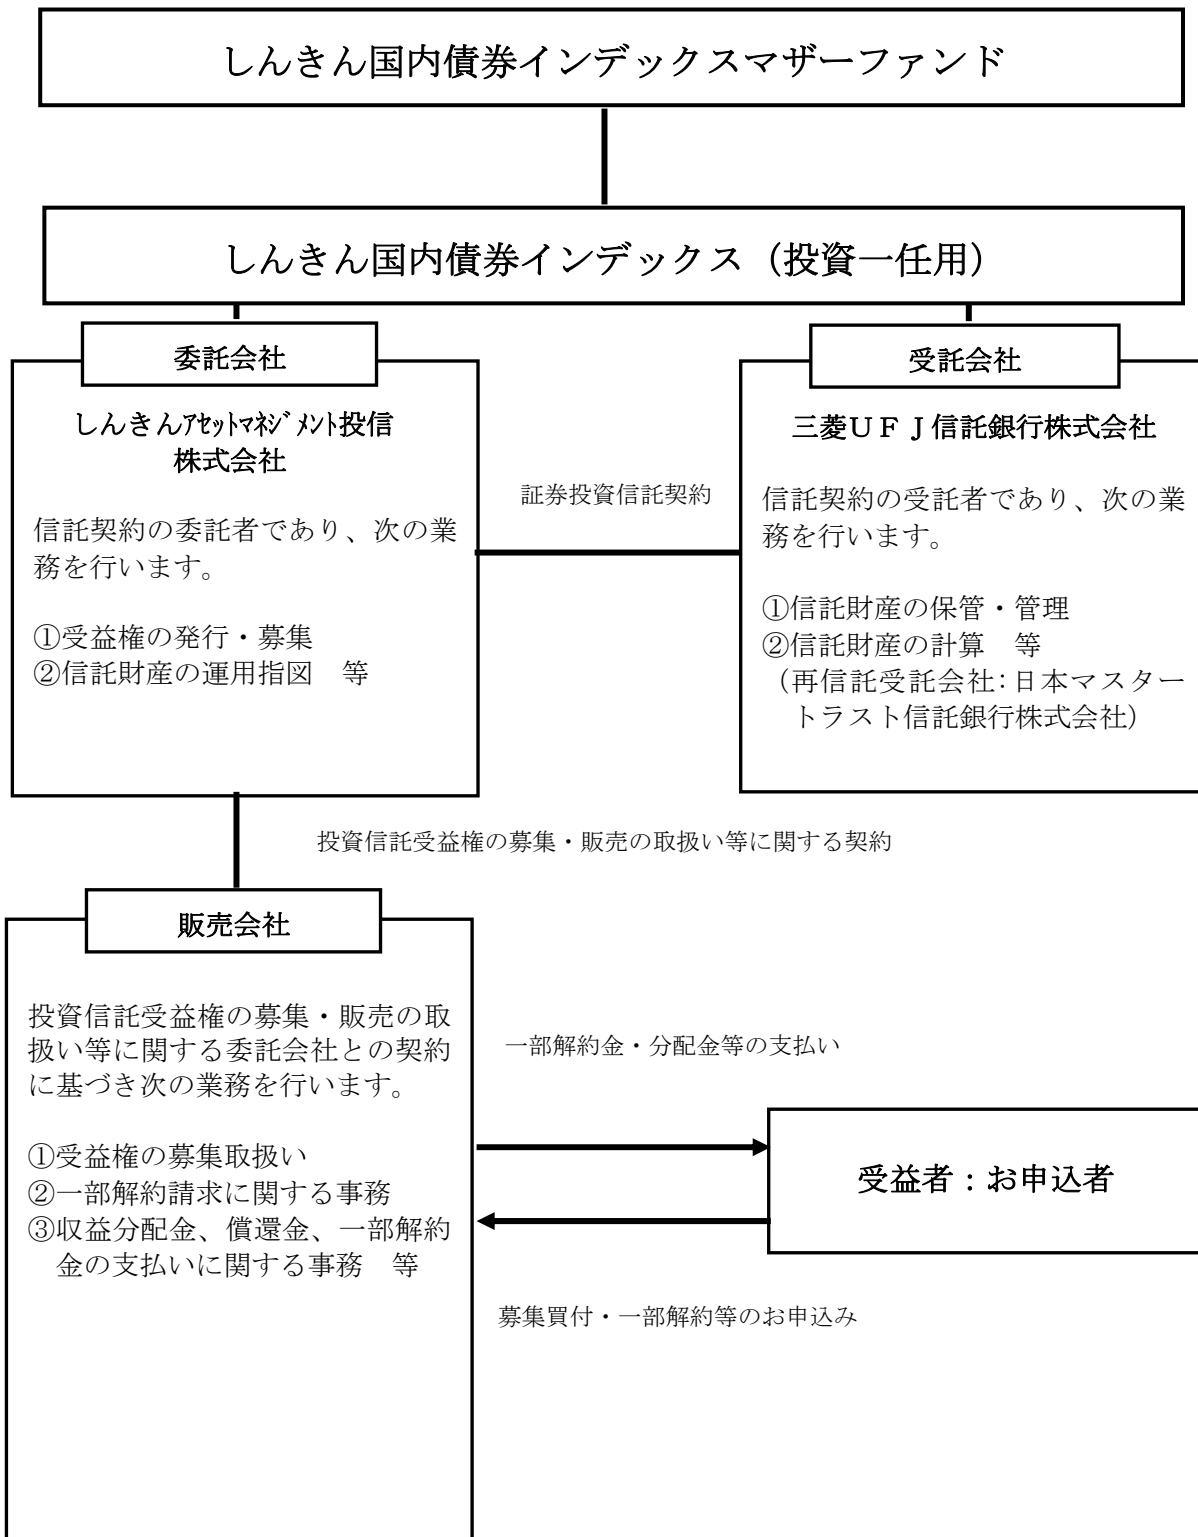 しんきん国内債券インデックスマザーファンド
しんきん国内債券インデックス（投資一任用）
委託会社
しんきんｱｾｯﾄﾏﾈｼﾞﾒﾝﾄ投信
株式会社
信託契約の委託者であり、次の業
務を行います。
①受益権の発行・募集
②信託財産の運用指図　等
証券投資信託契約
受託会社
三菱ＵＦＪ信託銀行株式会社
信託契約の受託者であり、次の業
務を行います。
①信託財産の保管・管理
②信託財産の計算　等
（再信託受託会社：日本マスター
トラスト信託銀行株式会社）
投資信託受益権の募集・販売の取扱い等に関する契約
販売会社
投資信託受益権の募集・販売の取
扱い等に関する委託会社との契約
に基づき次の業務を行います。
①受益権の募集取扱い
②一部解約請求に関する事務
③収益分配金、償還金、一部解約
金の支払いに関する事務　等
一部解約金・分配金等の支払い
受益者：お申込者
募集買付・一部解約等のお申込み